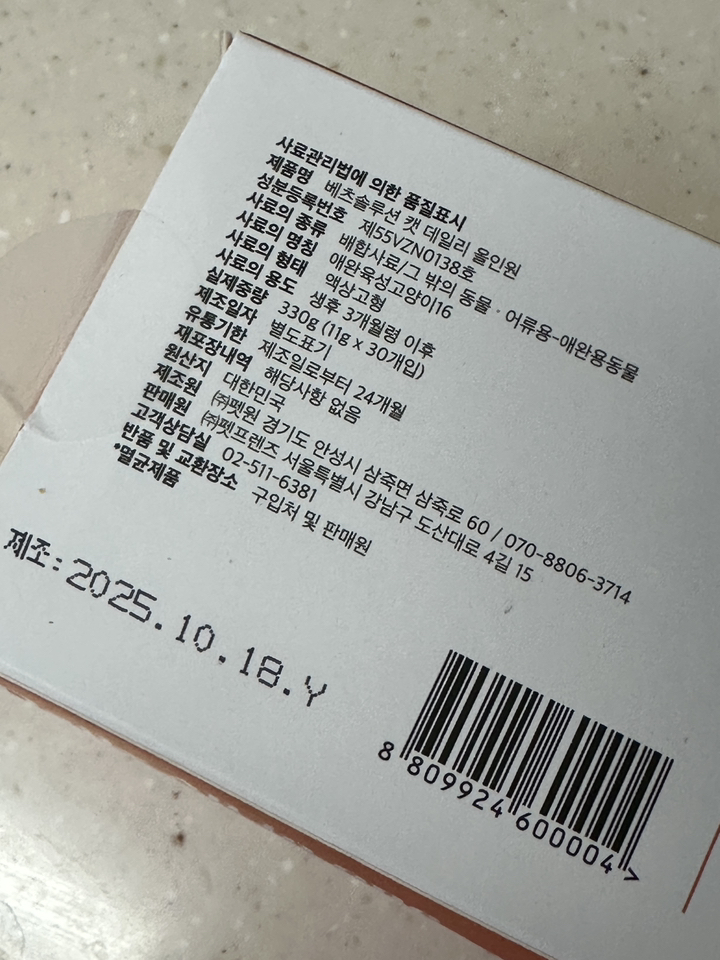 사료관리법에 의한 품질표시
제품명 베츠솔루션 캣 데일리 올인원
성분등록번호 제55VZN0138호
사료의 종류 배합사료/그 밖의 동물 · 어류용-애완용동물
사료의 명칭 애완육성고양이16
사료의 형태 액상고형
사료의 용도 생후 3개월령 이후
실제중량 330g (11g x 30개입)
제조일자 별도표기
유통기한 제조일로부터 24개월
재포장내역 해당사항 없음
원산지 대한민국
제조원 ㈜펫원 경기도 안성시 삼죽면 삼죽로 60 / 070-8806-3714
판매원 ㈜펫프렌즈 서울특별시 강남구 도산대로 4길 15
고객상담실 02-511-6381
반품 및 교환장소 구입처 및 판매원
*멸균제품
제조:2025.10.18.Y
8 809924 600004 >